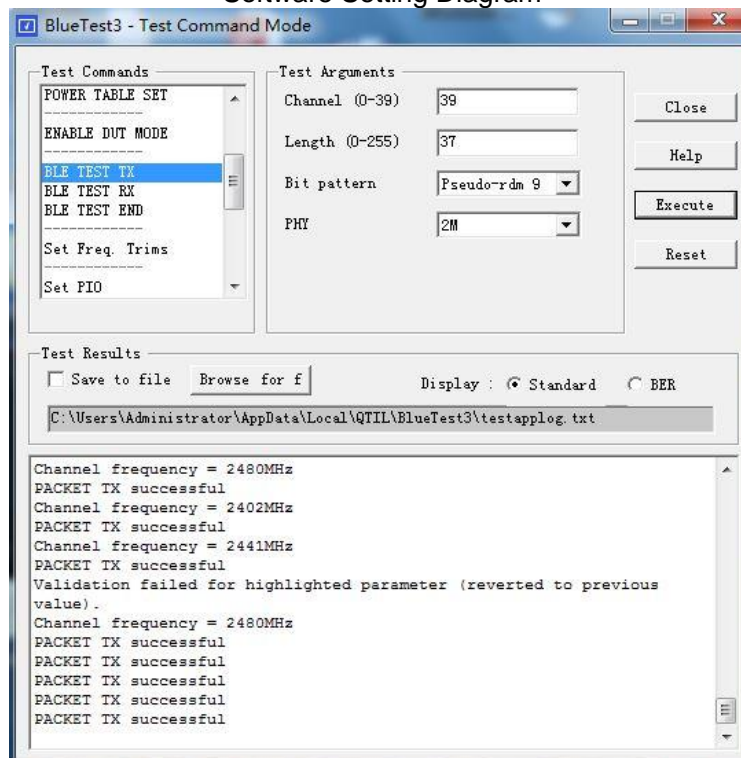 Software Setting Diagram
BlueTest3 - Test Command Mode
Test Commands
POWER TABLE SET
------------
ENABLE DUT MODE
------------
BLE TEST TX
BLE TEST RX
BLE TEST END
------------
Set Freq. Trims
------------
Set PIO
Test Arguments
Channel (0-39) 39
Length (0-255) 37
Bit pattern Pseudo-rdm 9
PHY 2M
Close
Help
Execute
Reset
Test Results
Save to file Browse for f Display : Standard BER
C:\Users\Administrator\AppData\Local\QTIL\BlueTest3\testapplog.txt
Channel frequency = 2480MHz
PACKET TX successful
Channel frequency = 2402MHz
PACKET TX successful
Channel frequency = 2441MHz
PACKET TX successful
Validation failed for highlighted parameter (reverted to previous
value).
Channel frequency = 2480MHz
PACKET TX successful
PACKET TX successful
PACKET TX successful
PACKET TX successful
PACKET TX successful